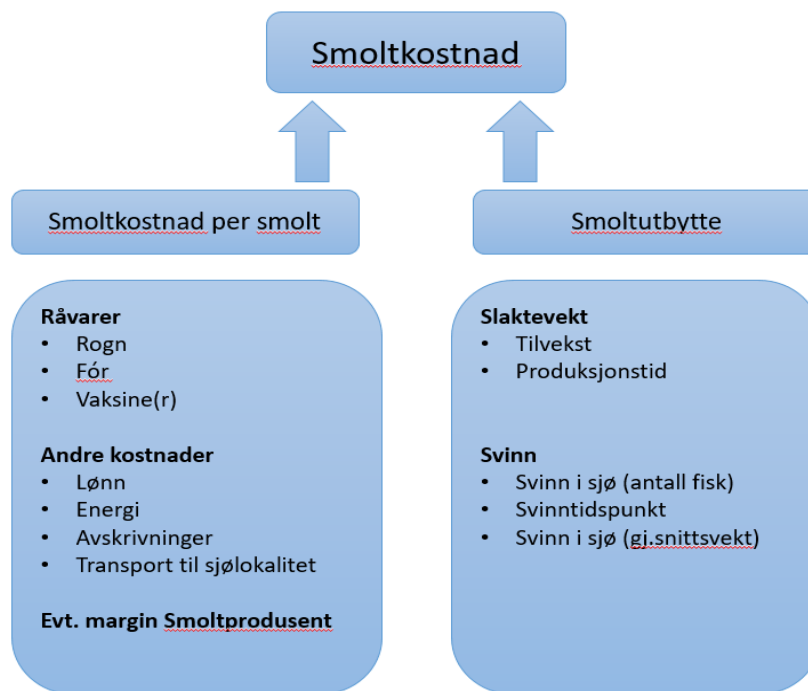 Smoltkostnad
Smoltkostnad per smolt
Smoltutbytte
Råvarer
• Rogn
• Fór
• Vaksine(r)
Andre kostnader
• Lønn
• Energi
• Avskrivninger
• Transport til sjølokalitet
Evt. margin Smoltprodusent
Slaktevekt
• Tilvekst
• Produksjonstid
Svinn
• Svinn i sjø (antall fisk)
• Svinntidspunkt
• Svinn i sjø (gj.snittsvekt)